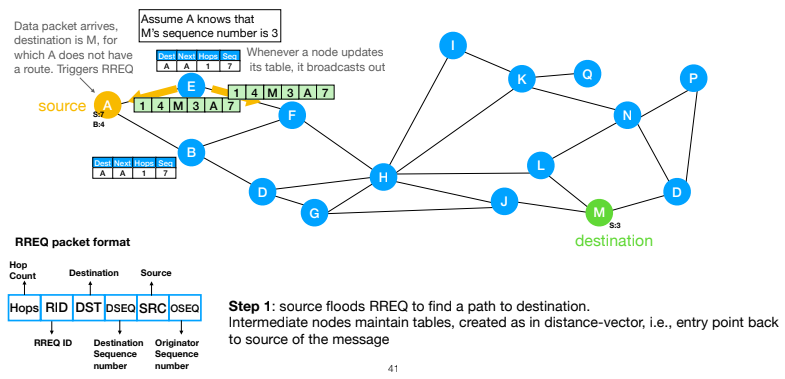 Data packet arrives,
destination is M, for
which A does not have
a route. Triggers RREQ
Assume A knows that
M's sequence number is 3
Dest Next Hops Seq
A A 1 7
Whenever a node updates
its table, it broadcasts out
source
A
S:7
B:4
E
1 4 M 3 A 7
1 4 M 3 A 7
F
B
Dest Next Hops Seq
A A 1 7
D
G
H
I
K
Q
P
N
L
J
M
S:3
D
destination
RREQ packet format
Hop
Count
Destination
Source
Hops RID DST DSEQ SRC OSEQ
RREQ ID
Destination
Sequence
number
Originator
Sequence
number
Step 1: source floods RREQ to find a path to destination.
Intermediate nodes maintain tables, created as in distance-vector, i.e., entry point back
to source of the message
41